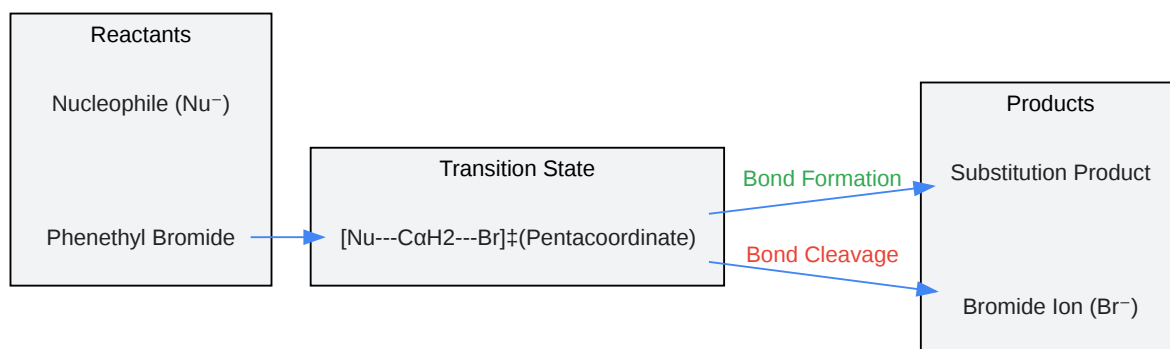 Reactants
Nucleophile (Nu⁻)
Phenethyl Bromide
Transition State
[Nu---CαH2---Br]‡(Pentacoordinate)
Bond Formation
Bond Cleavage
Products
Substitution Product
Bromide Ion (Br⁻)